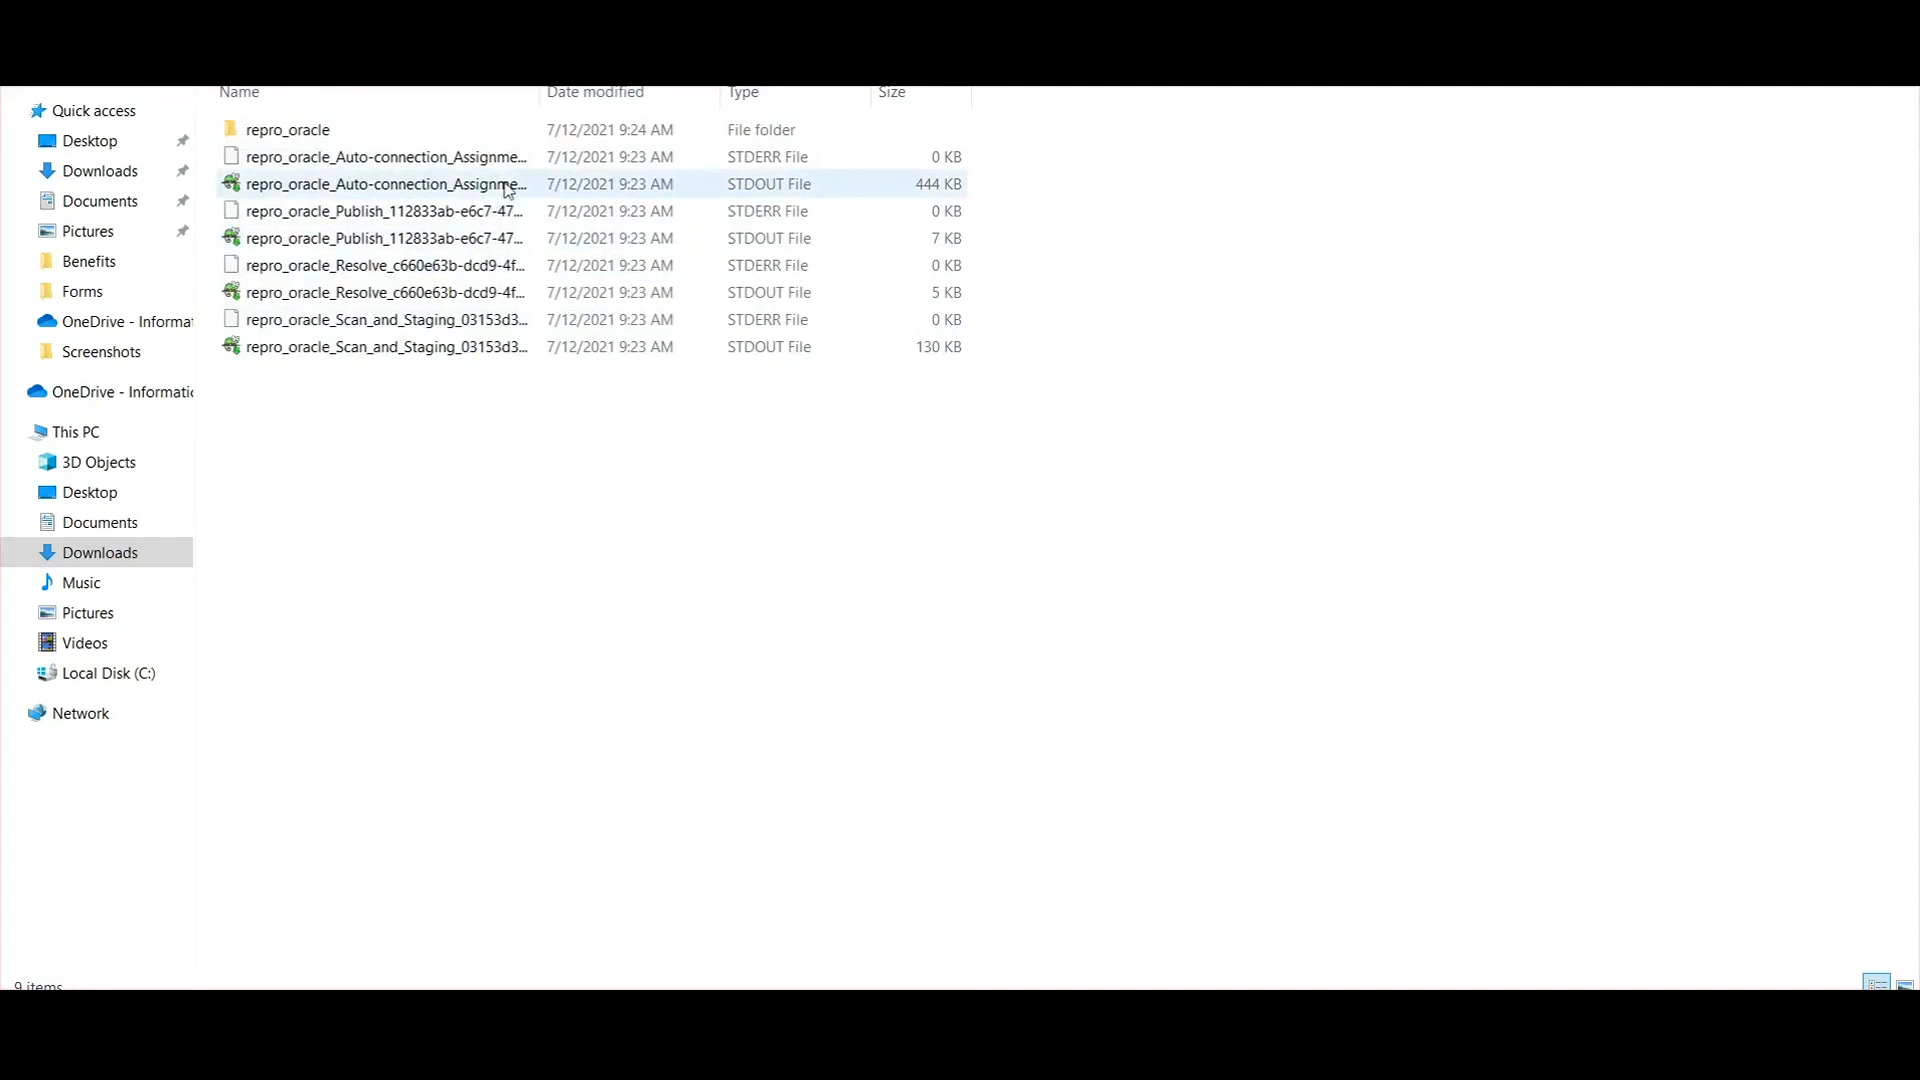 Name Date modified Type Size
Quick access
Desktop
Downloads
Documents
Pictures
Benefits
Forms
OneDrive - Informat
Screenshots
OneDrive - Informatic
This PC
3D Objects
Desktop
Documents
Downloads
Music
Pictures
Videos
Local Disk (C:)
Network
repro_oracle 7/12/2021 9:24 AM File folder
repro_oracle_Auto-connection_Assignme... 7/12/2021 9:23 AM STDERR File 0 KB
repro_oracle_Auto-connection_Assignme... 7/12/2021 9:23 AM STDOUT File 444 KB
repro_oracle_Publish_112833ab-e6c7-47... 7/12/2021 9:23 AM STDERR File 0 KB
repro_oracle_Publish_112833ab-e6c7-47... 7/12/2021 9:23 AM STDOUT File 7 KB
repro_oracle_Resolve_c660e63b-dcd9-4f... 7/12/2021 9:23 AM STDERR File 0 KB
repro_oracle_Resolve_c660e63b-dcd9-4f... 7/12/2021 9:23 AM STDOUT File 5 KB
repro_oracle_Scan_and_Staging_03153d3... 7/12/2021 9:23 AM STDERR File 0 KB
repro_oracle_Scan_and_Staging_03153d3... 7/12/2021 9:23 AM STDOUT File 130 KB
9 items